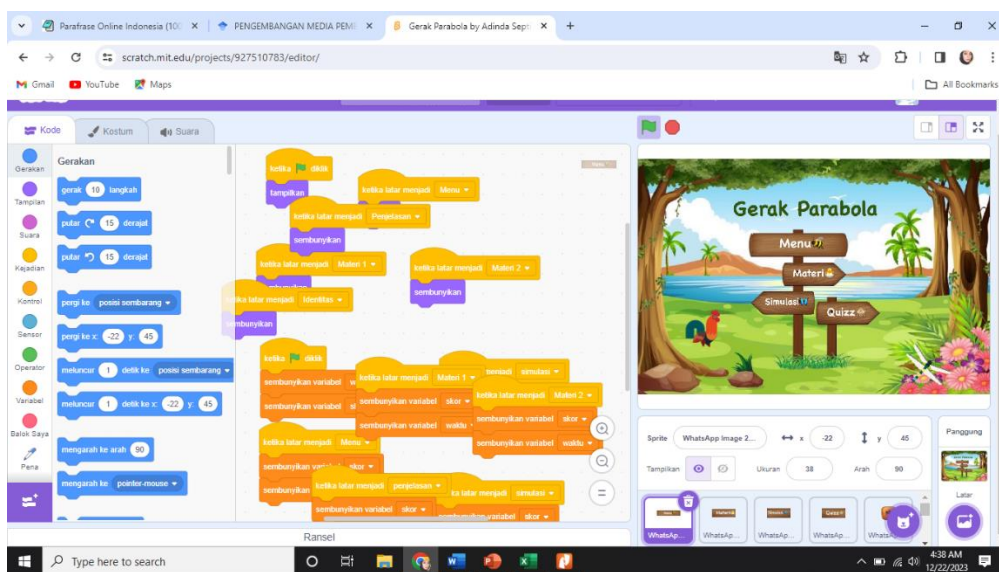 Parafrase Online Indonesia (100
PENGEMBANGAN MEDIA PEM
Gerak Parabola by Adinda Sept
scratch.mit.edu/projects/927510783/editor/
Gmail YouTube Maps All Bookmarks
Kode Kostum Suara
Gerakan
Tampilan
Suara
Kejadian
Kontrol
Sensor
Operator
Variabel
Balok Saya
Pena
Gerakan
gerak 10 langkah
putar 15 derajat
putar 15 derajat
pergi ke posisi sembarang
pergi ke x: -22 y: 45
meluncur 1 detik ke posisi sembarang
meluncur 1 detik ke x: -22 y: 45
mengarah ke arah 90
mengarah ke pointer-mouse
ketika diklik
tampilkan
ketika latar menjadi Menu
ketika latar menjadi Penjelasan
sembunyikan
ketika latar menjadi Materi 1
ketika latar menjadi Materi 2
sembunyikan
ketika latar menjadi Identitas
sembunyikan
ketika diklik
sembunyikan variabel
sembunyikan variabel
ketika latar menjadi Materi 1
sembunyikan variabel skor
sembunyikan variabel waktu
menjadi simulasi
ketika latar menjadi Materi 2
sembunyikan variabel skor
sembunyikan variabel waktu
ketika latar menjadi Menu
sembunyikan variabel skor
sembunyikan
ketika latar menjadi penjelasan
sembunyikan variabel skor
latar menjadi simulasi
variabel skor
Ransel
Gerak Parabola
Menu
Materi
Simulasi
Quizz
Sprite WhatsApp Image 2... x -22 y 45
Tampilkan Ukuran 38 Arah 90
WhatsAp... WhatsAp... WhatsAp... WhatsAp...
Panggung
Latar
Type here to search
4:38 AM
12/22/2023